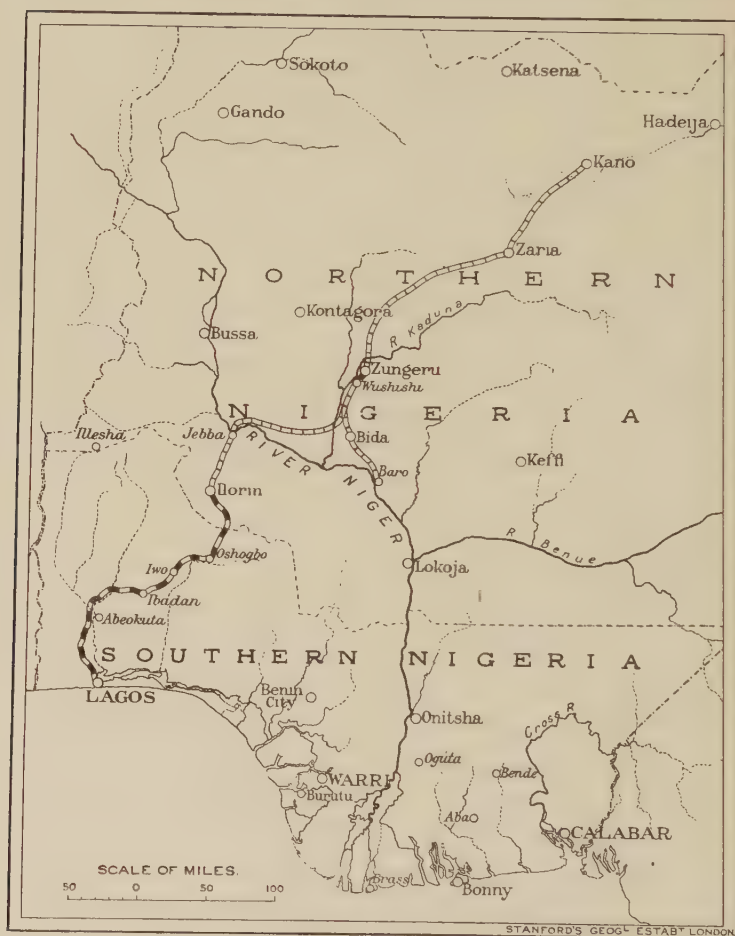 Sokoto
Katsena
Gando
Hadeija
Kano
Zaria
NORTHERN
Kontagora
R Kaduna
Bussa
Zungeru
Wushishi
NIGERIA
Illesha
Jebba
Bida
RIVER NIGER
Keffi
Baro
Ilorin
Oshogbo
R Benue
Iwo
Lokoja
Ibadan
Abeokuta
SOUTHERN NIGERIA
LAGOS
Benin
City
Onitsha
Cross R
Oguta
Bende
WARRI
Burutu
Aba
CALABAR
SCALE OF MILES.
50 0 50 100
Brass
Bonny
STANFORD'S GEOGL ESTABT LONDON